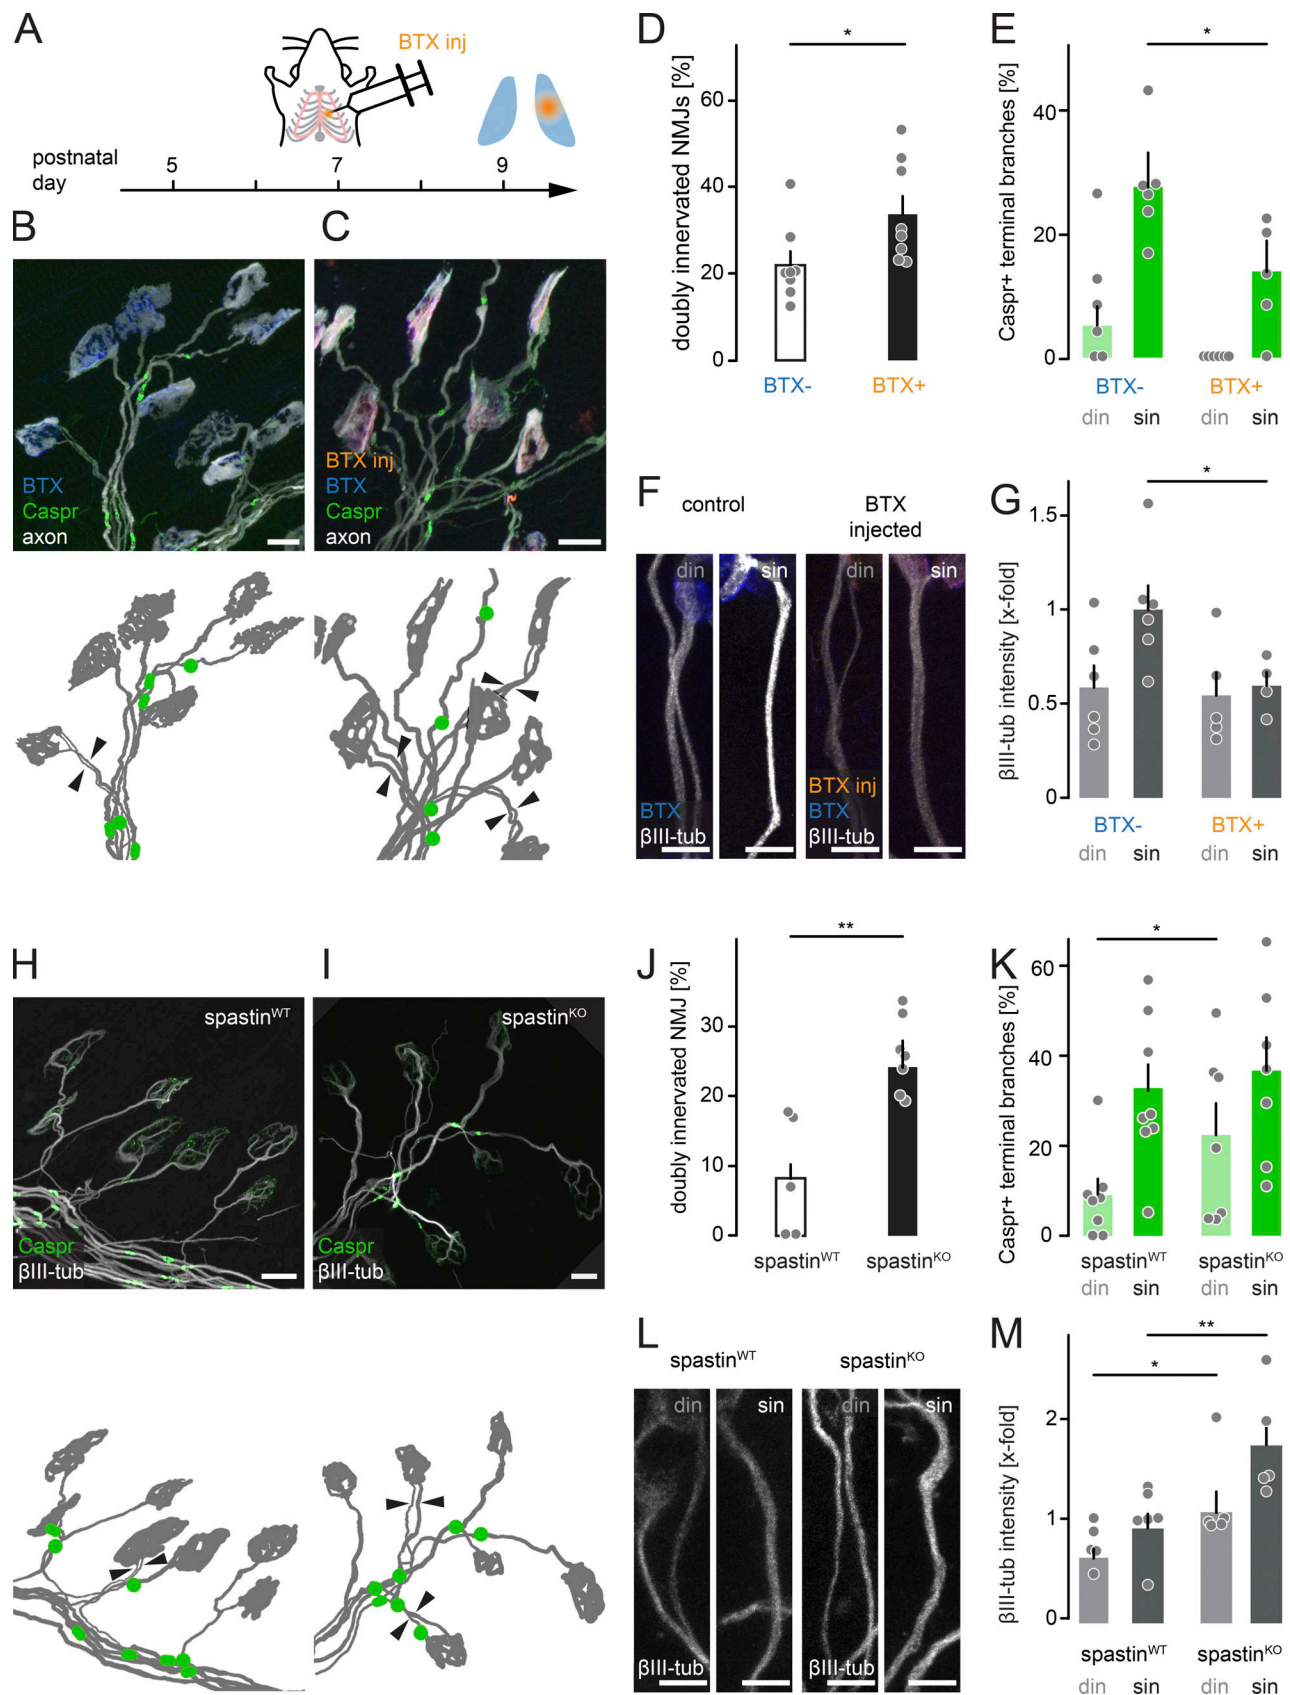 A
BTX inj
postnatal
day
5
7
9
B
C
BTX
Caspr
axon
BTX inj
BTX
Caspr
axon
D
doubly innervated NMJs [%]
60
40
20
0
*
BTX-
BTX+
E
Caspr+ terminal branches [%]
40
20
0
*
BTX-
BTX+
din
sin
din
sin
F
control
BTX
injected
din
sin
din
sin
BTX
βIII-tub
BTX inj
BTX
βIII-tub
G
βIII-tub intensity [x-fold]
1.5
1
0.5
0
*
BTX-
BTX+
din
sin
din
sin
H
spastinWT
Caspr
βIII-tub
I
spastinKO
Caspr
βIII-tub
J
doubly innervated NMJ [%]
30
20
10
0
**
spastinWT
spastinKO
K
Caspr+ terminal branches [%]
60
40
20
0
*
spastinWT
spastinKO
din
sin
din
sin
L
spastinWT
spastinKO
din
sin
din
sin
βIII-tub
βIII-tub
M
βIII-tub intensity [x-fold]
2
1
0
**
*
spastinWT
spastinKO
din
sin
din
sin